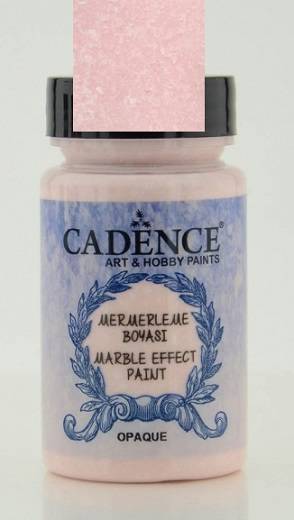 CADENCE®
ART & HOBBY PAINTS
MERMERLEME
BOYASI
MARBLE EFFECT
PAINT
OPAQUE